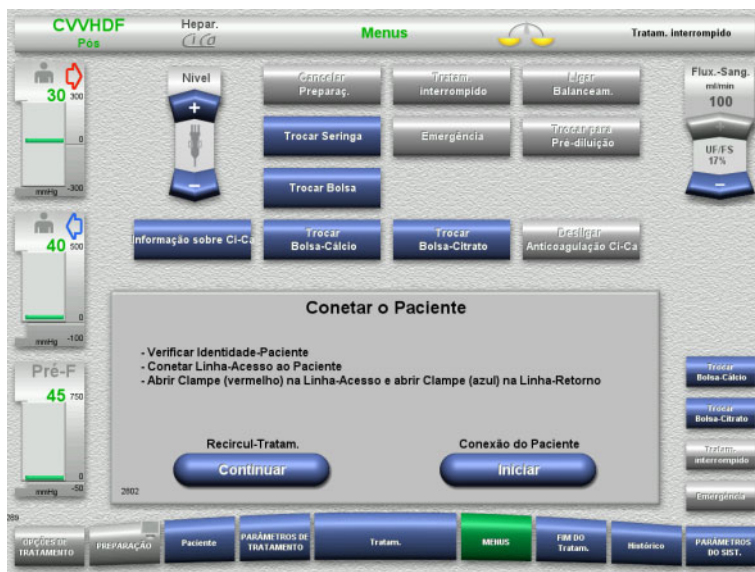 CVVHDF
Pós
Hepar.
Ci Ca
Menus
Tratam. interrompido
30
300
0
-300
mmHg
40
500
0
-100
mmHg
Pré-F
45
750
0
-50
mmHg
Nível
+
−
Cancelar
Preparaç.
Tratam.
interrompido
Ligar
Balanceam.
Trocar Seringa
Emergência
Trocar para
Pré-diluição
Trocar Bolsa
Informação sobre Ci-Ca
Trocar
Bolsa-Cálcio
Trocar
Bolsa-Citrato
Desligar
Anticoagulação Ci-Ca
Flux.-Sang.
ml/min
100
+
UF/FS
17%
−
Conetar o Paciente
- Verificar Identidade-Paciente
- Conetar Linha-Acesso ao Paciente
- Abrir Clampe (vermelho) na Linha-Acesso e abrir Clampe (azul) na Linha-Retorno
Recircul-Tratam.
Continuar
Conexão do Paciente
Iniciar
2802
Trocar
Bolsa-Cálcio
Trocar
Bolsa-Citrato
Tratam.
interrompido
Emergência
OPÇÕES DE
TRATAMENTO
PREPARAÇÃO
Paciente
PARÂMETROS DE
TRATAMENTO
Tratam.
MENUS
FIM DO
Tratam.
Histórico
PARÂMETROS
DO SIST.